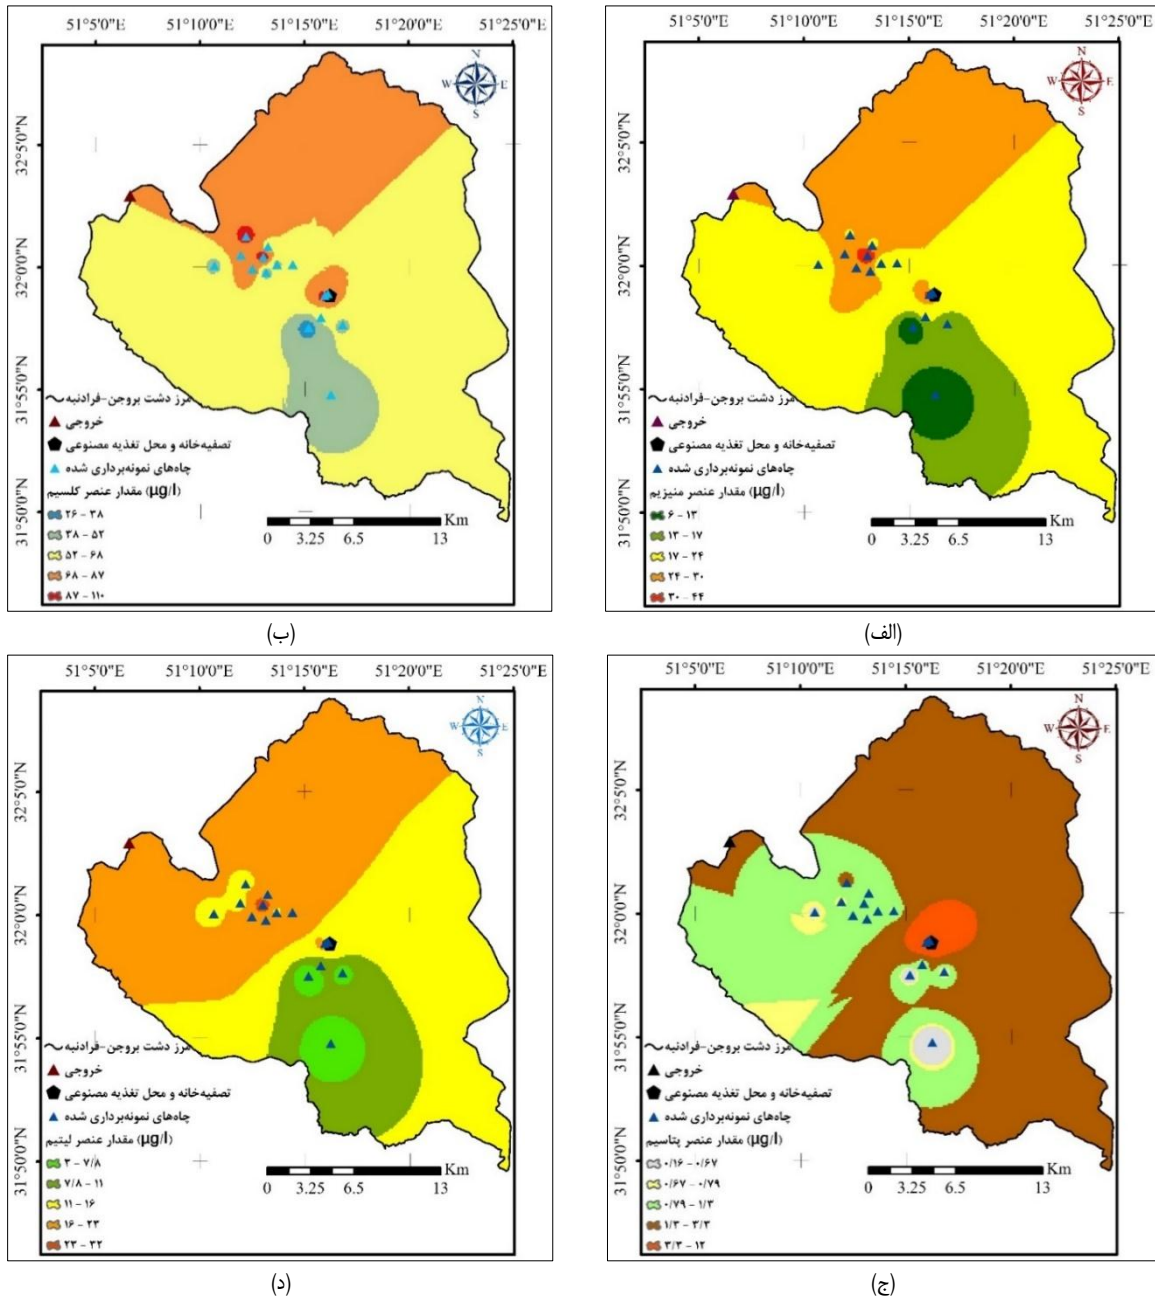 51°5'0"E 51°10'0"E 51°15'0"E 51°20'0"E 51°25'0"E
32°5'0"N
32°0'0"N
31°55'0"N
31°50'0"N
N
W E
S
مرز دشت بروجن-فرادنبه
خروجی
تصفیه‌خانه و محل تغذیه مصنوعی
چاه‌های نمونه‌برداری شده
مقدار عنصر منیزیم (µg/l)
۶ – ۱۳
۱۳ – ۱۷
۱۷ – ۲۴
۲۴ – ۳۰
۳۰ – ۴۴
Km
0 3.25 6.5 13
(الف)
51°5'0"E 51°10'0"E 51°15'0"E 51°20'0"E 51°25'0"E
32°5'0"N
32°0'0"N
31°55'0"N
31°50'0"N
N
W E
S
مرز دشت بروجن-فرادنبه
خروجی
تصفیه‌خانه و محل تغذیه مصنوعی
چاه‌های نمونه‌برداری شده
مقدار عنصر کلسیم (µg/l)
۲۶ – ۳۸
۳۸ – ۵۲
۵۲ – ۶۸
۶۸ – ۸۷
۸۷ – ۱۱۰
Km
0 3.25 6.5 13
(ب)
51°5'0"E 51°10'0"E 51°15'0"E 51°20'0"E 51°25'0"E
32°5'0"N
32°0'0"N
31°55'0"N
31°50'0"N
N
W E
S
مرز دشت بروجن-فرادنبه
خروجی
تصفیه‌خانه و محل تغذیه مصنوعی
چاه‌های نمونه‌برداری شده
مقدار عنصر پتاسیم (µg/l)
۰/۱۶ – ۰/۶۷
۰/۶۷ – ۰/۷۹
۰/۷۹ – ۱/۳
۱/۳ – ۳/۳
۳/۳ – ۱۲
Km
0 3.25 6.5 13
(ج)
51°5'0"E 51°10'0"E 51°15'0"E 51°20'0"E 51°25'0"E
32°5'0"N
32°0'0"N
31°55'0"N
31°50'0"N
N
W E
S
مرز دشت بروجن-فرادنبه
خروجی
تصفیه‌خانه و محل تغذیه مصنوعی
چاه‌های نمونه‌برداری شده
مقدار عنصر لیتیم (µg/l)
۳ – ۷/۸
۷/۸ – ۱۱
۱۱ – ۱۶
۱۶ – ۲۳
۲۳ – ۳۲
Km
0 3.25 6.5 13
(د)